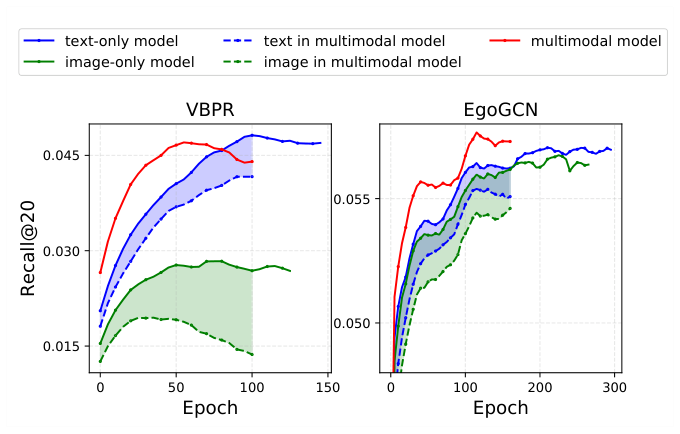 text-only model text in multimodal model multimodal model
image-only model image in multimodal model
VBPR EgoGCN
0.045
0.055
0.030
0.050
0.015
Recall@20
0 50 100 150 0 100 200 300
Epoch Epoch